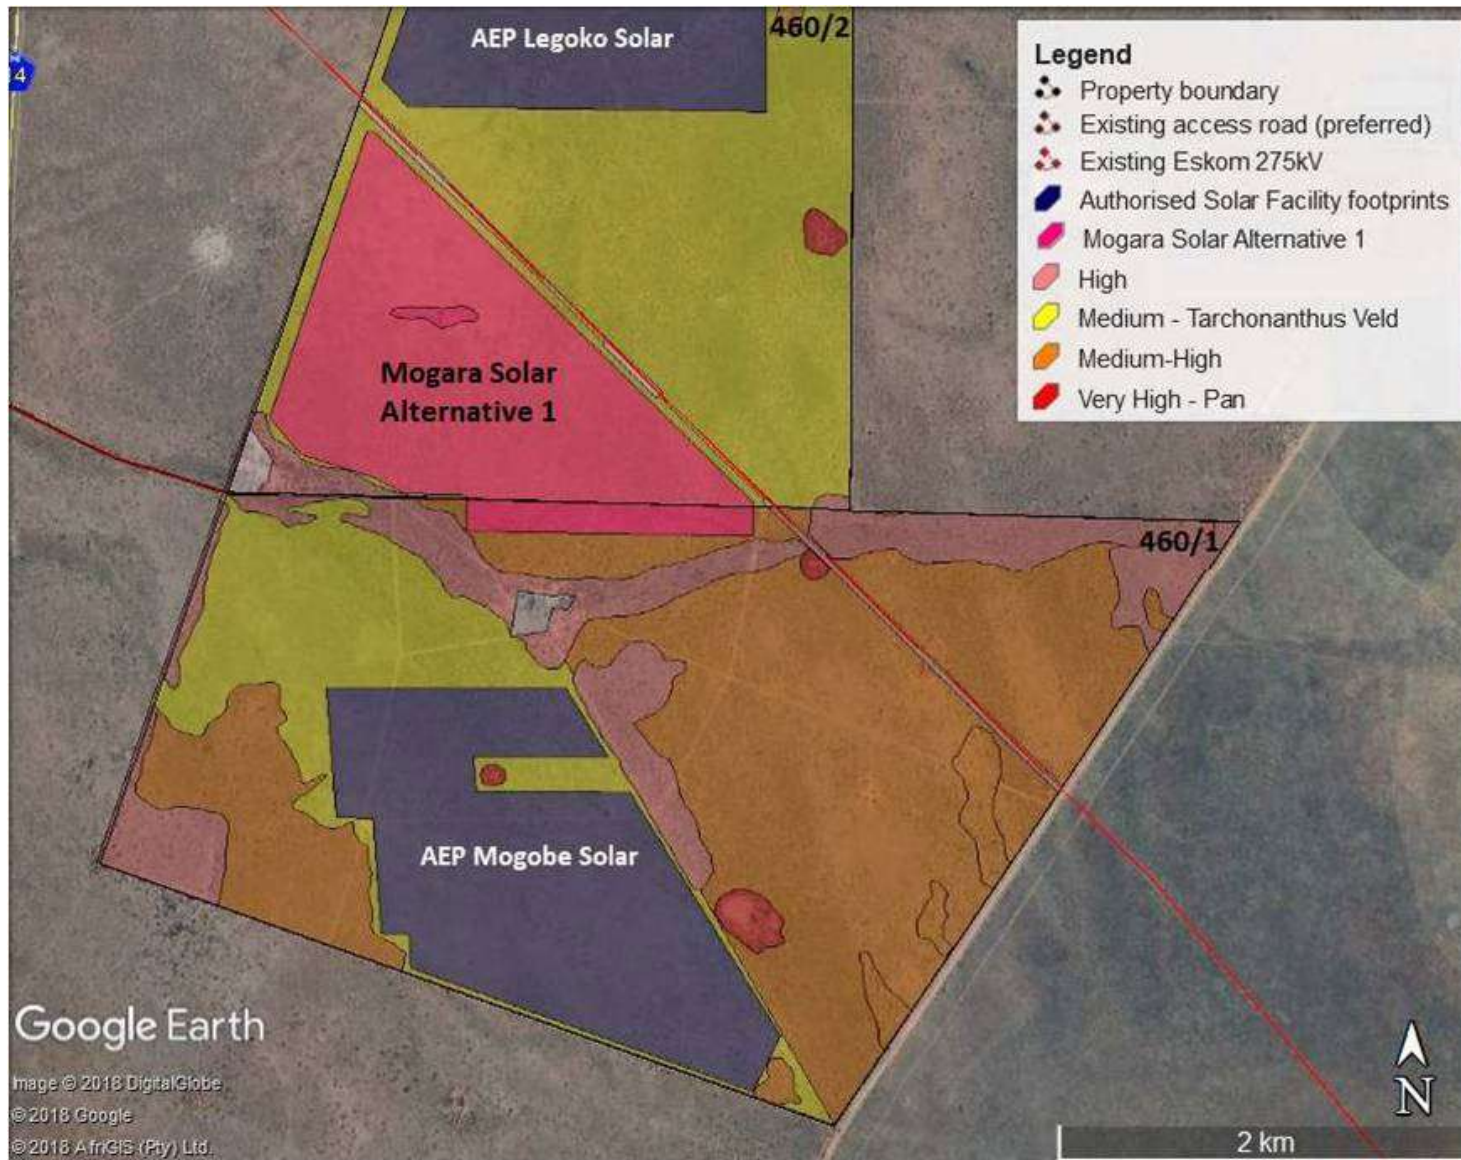 AEP Legoko Solar
460/2
4
Legend
Property boundary
Existing access road (preferred)
Existing Eskom 275kV
Authorised Solar Facility footprints
Mogara Solar Alternative 1
High
Medium - Tarchonanthus Veld
Medium-High
Very High - Pan
Mogara Solar
Alternative 1
460/1
AEP Mogobe Solar
Google Earth
Image © 2018 DigitalGlobe
© 2018 Google
© 2018 AfriGIS (Pty) Ltd.
N
2 km